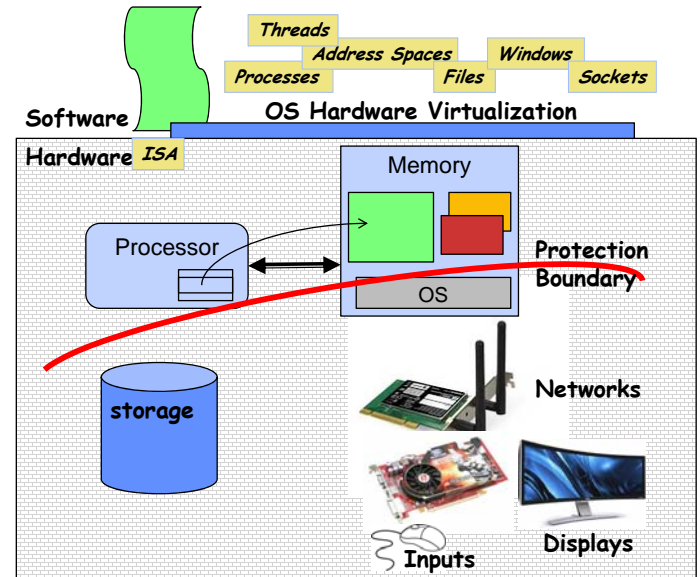 Threads
Address Spaces
Windows
Processes
Files
Sockets
OS Hardware Virtualization
Software
Hardware
ISA
Memory
Processor
Protection
Boundary
OS
Networks
storage
Inputs
Displays